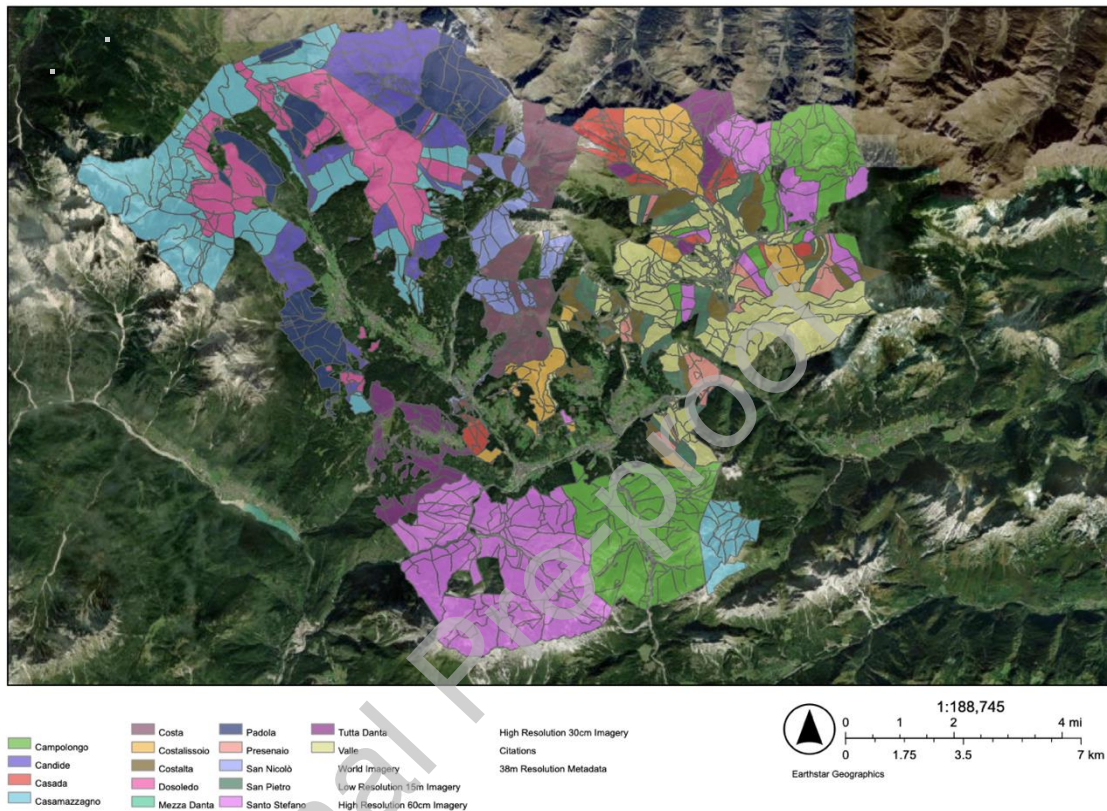 1:188,745
0 1 2 4 mi
0 1.75 3.5 7 km
Earthstar Geographics
Campolongo
Candide
Casada
Casamazzagno
Costa
Costalissoio
Costalta
Dosoledo
Mezza Danta
Padola
Presenaio
San Nicolò
San Pietro
Santo Stefano
Tutta Danta
Valle
World Imagery
Low Resolution 15m Imagery
High Resolution 60cm Imagery
High Resolution 30cm Imagery
Citations
38m Resolution Metadata
nal Pre-proof